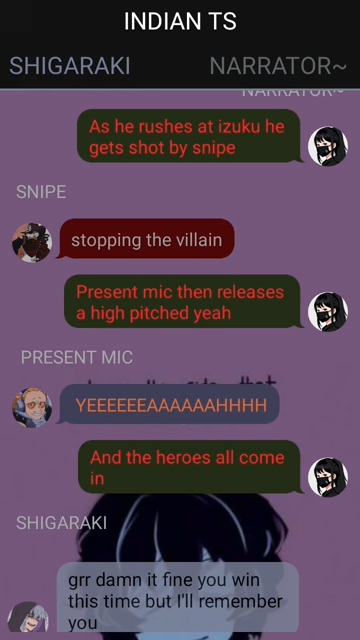 INDIAN TS
SHIGARAKI NARRATOR~
NARRATOR~
As he rushes at izuku he
gets shot by snipe
SNIPE
stopping the villain
Present mic then releases
a high pitched yeah
PRESENT MIC
YEEEEEEAAAAAAHHHH
And the heroes all come
in
SHIGARAKI
grr damn it fine you win
this time but I'll remember
you